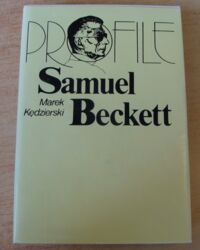 PROFILE
Samuel
Marek
Kędzierski
Beckett